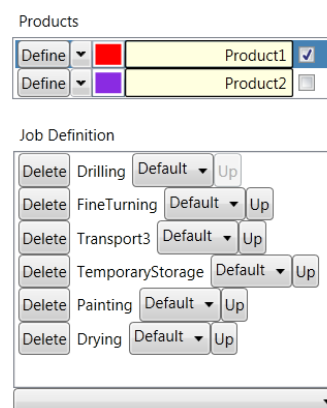 Products
Define Product1
Define Product2
Job Definition
Delete Drilling Default Up
Delete FineTurning Default Up
Delete Transport3 Default Up
Delete TemporaryStorage Default Up
Delete Painting Default Up
Delete Drying Default Up